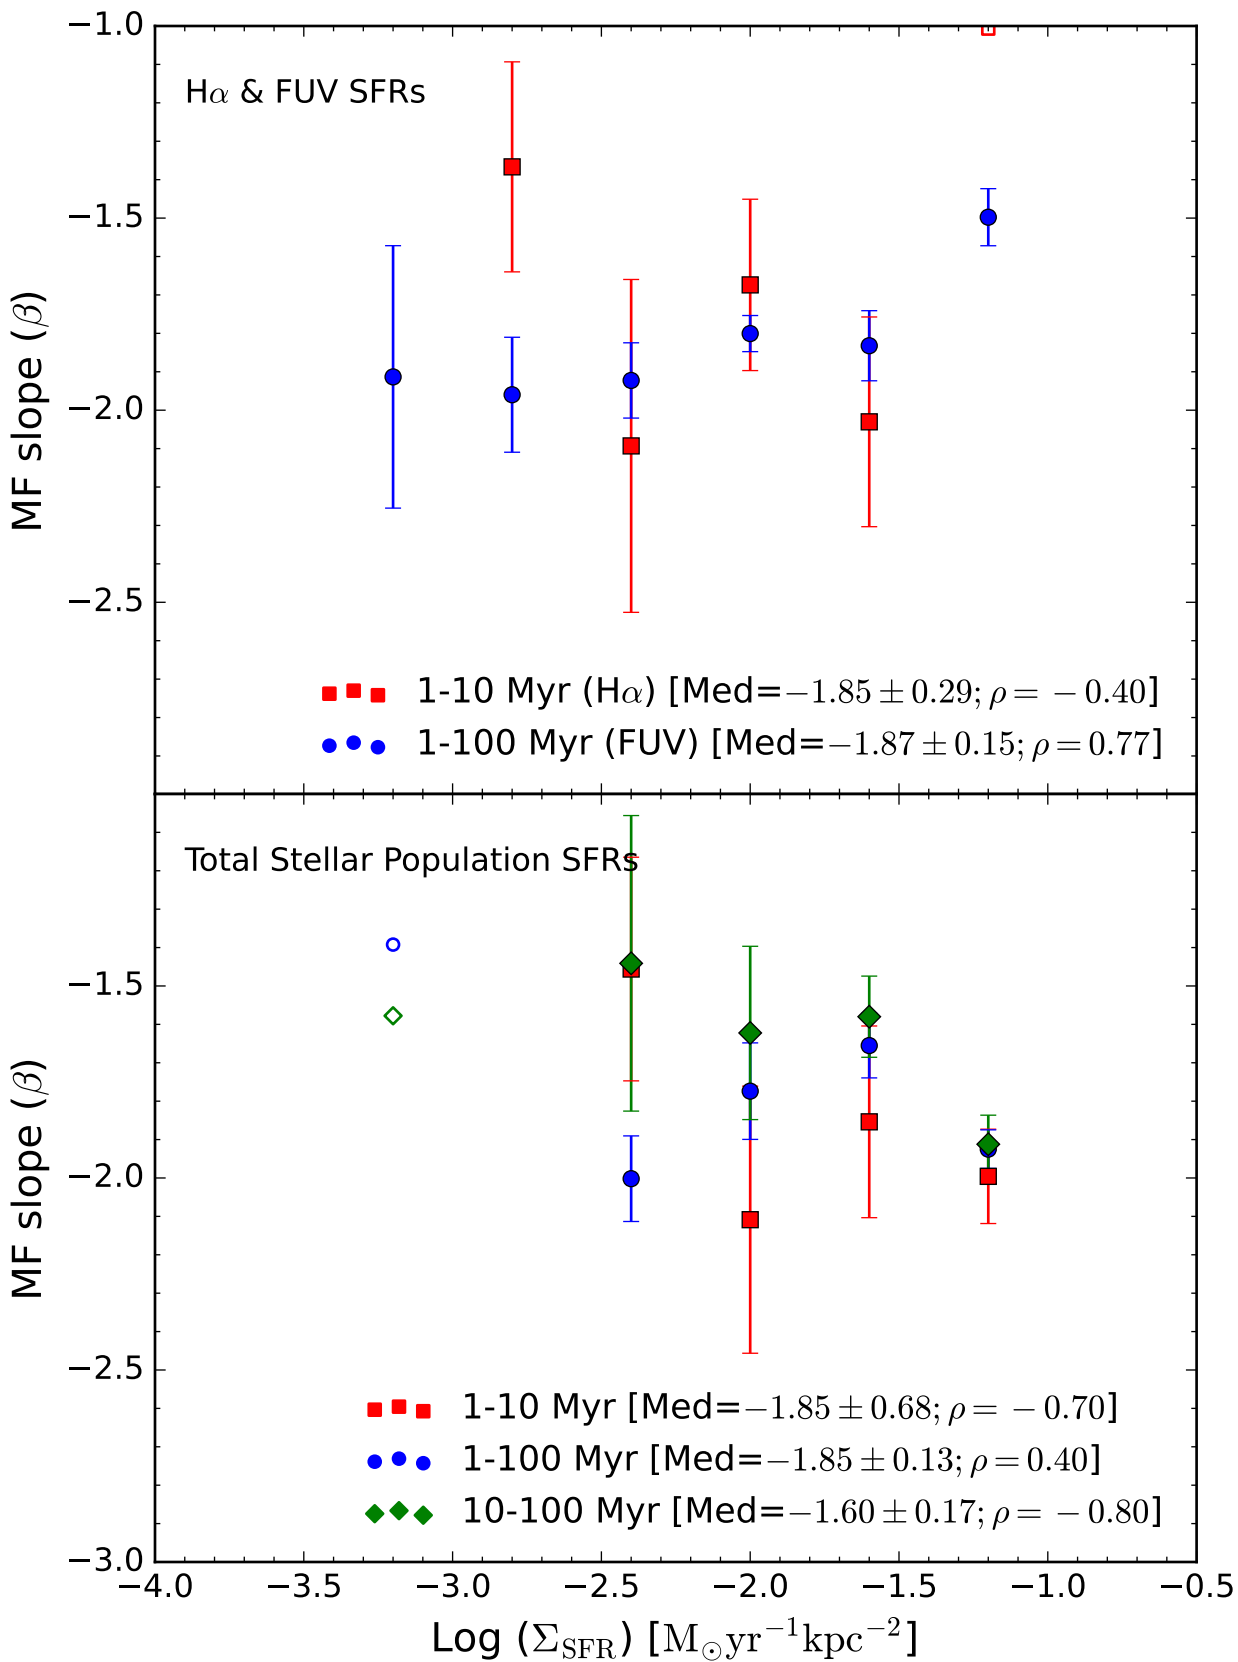 −1.0
Hα & FUV SFRs
−1.5
MF slope (β)
−2.0
−2.5
1-10 Myr (Hα) [Med=−1.85 ± 0.29; ρ = −0.40]
1-100 Myr (FUV) [Med=−1.87 ± 0.15; ρ = 0.77]
Total Stellar Population SFRs
−1.5
MF slope (β)
−2.0
−2.5
1-10 Myr [Med=−1.85 ± 0.68; ρ = −0.70]
1-100 Myr [Med=−1.85 ± 0.13; ρ = 0.40]
10-100 Myr [Med=−1.60 ± 0.17; ρ = −0.80]
−3.0
−4.0 −3.5 −3.0 −2.5 −2.0 −1.5 −1.0 −0.5
Log (Σ_SFR) [M_⊙yr⁻¹kpc⁻²]